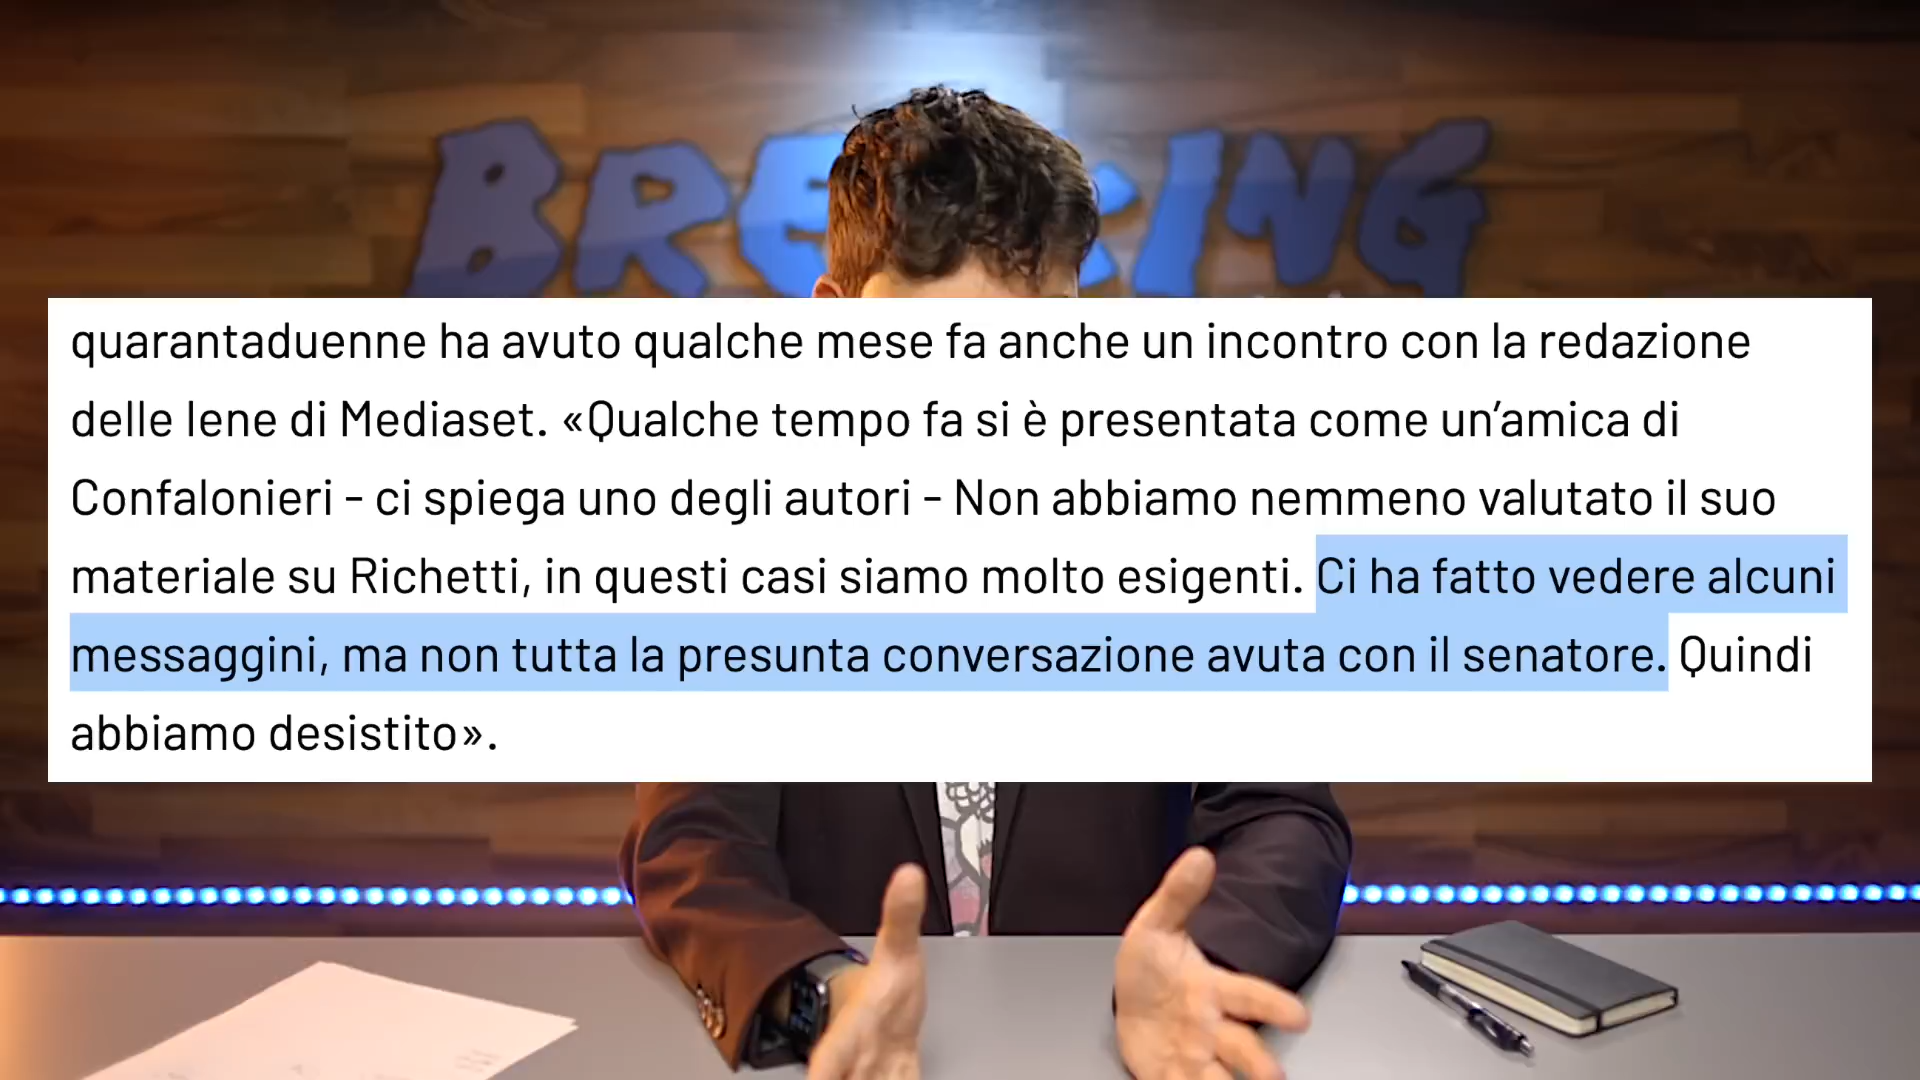 BREAKING
quarantaduenne ha avuto qualche mese fa anche un incontro con la redazione
delle Iene di Mediaset. «Qualche tempo fa si è presentata come un’amica di
Confalonieri - ci spiega uno degli autori - Non abbiamo nemmeno valutato il suo
materiale su Richetti, in questi casi siamo molto esigenti. Ci ha fatto vedere alcuni
messaggini, ma non tutta la presunta conversazione avuta con il senatore. Quindi
abbiamo desistito».